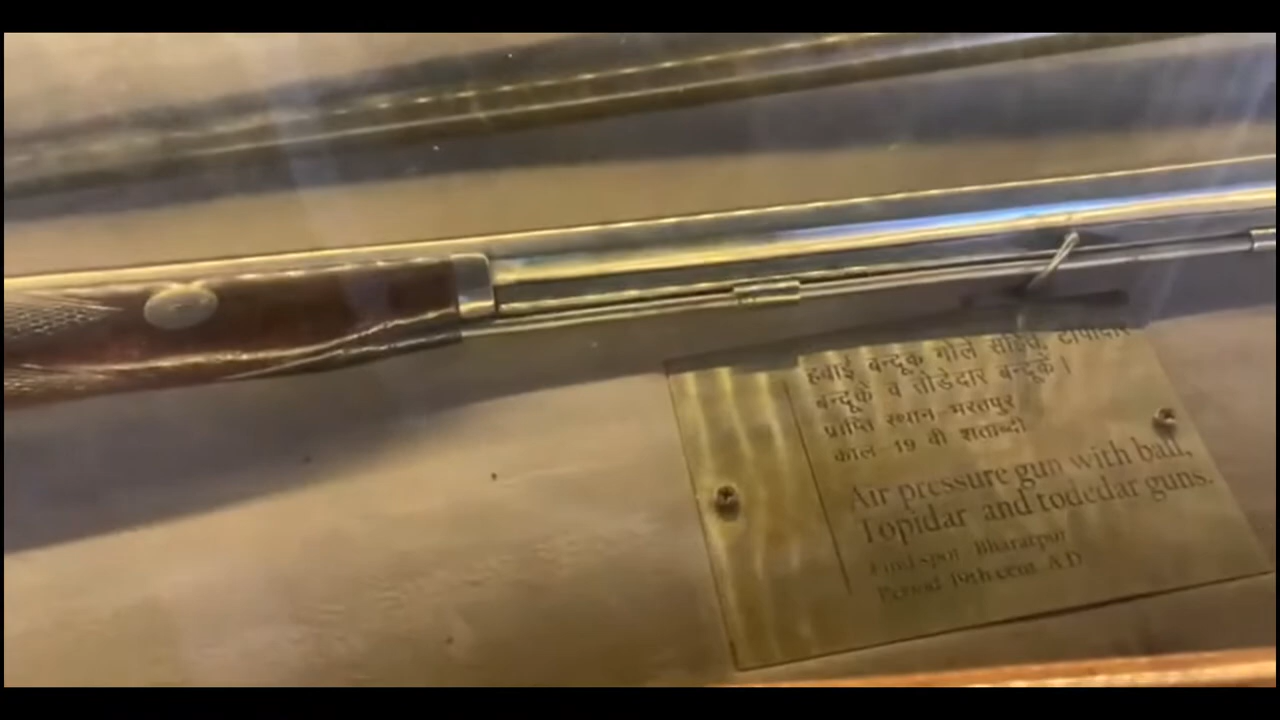 हवाई बन्दूक गोले सहित, टोपीदार
बन्दूकें व तोडेदार बन्दूकें।
प्राप्ति स्थान-भरतपुर
काल-19 वी शताब्दी
Air pressure gun with ball,
Topidar and todedar guns.
Find spot Bharatpur
Period 19th cent A.D